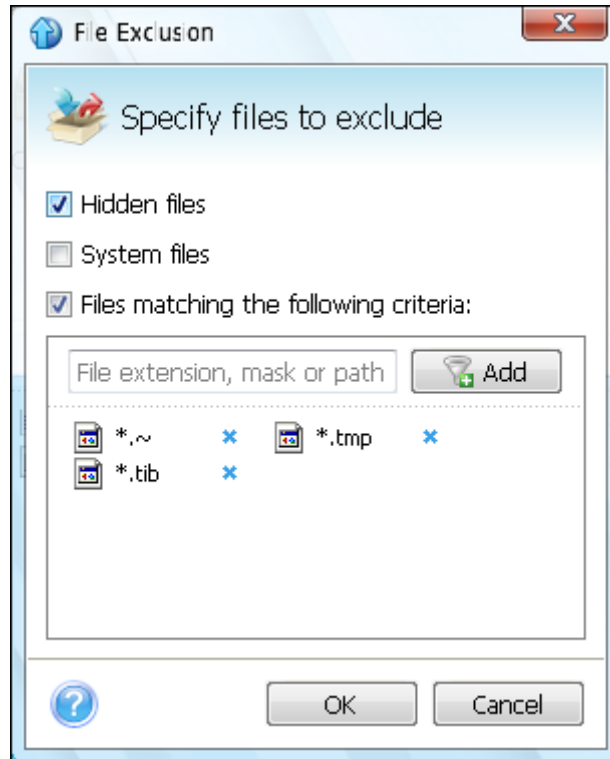 File Exclusion
Specify files to exclude
Hidden files
System files
Files matching the following criteria:
File extension, mask or path Add
*.~ *.tmp
*.tib
OK Cancel